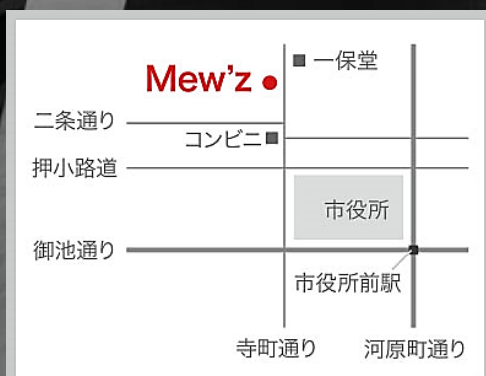 一保堂
Mew'z
二条通り
コンビニ
押小路道
市役所
御池通り
市役所前駅
寺町通り
河原町通り